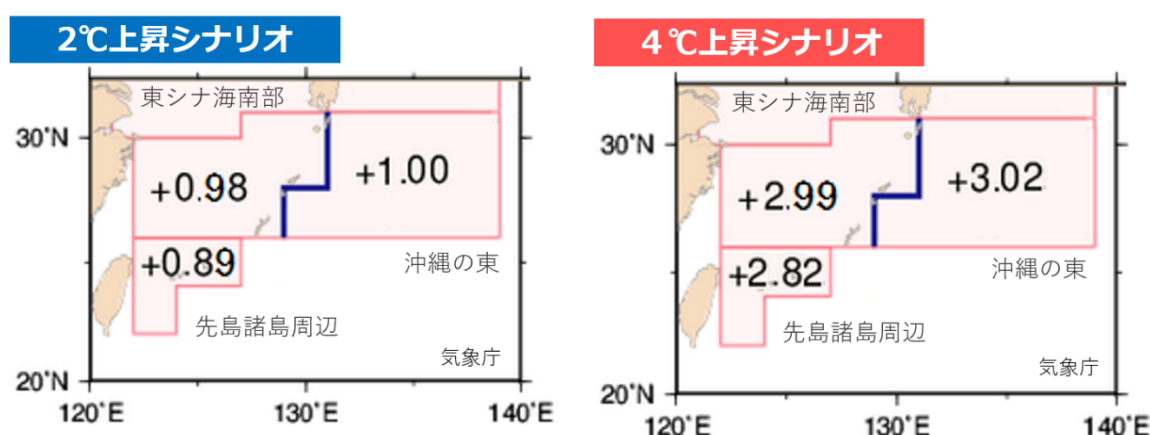 2℃上昇シナリオ
東シナ海南部
30°N
+0.98
+1.00
+0.89
沖縄の東
先島諸島周辺
気象庁
20°N
120°E
130°E
140°E
4℃上昇シナリオ
東シナ海南部
30°N
+2.99
+3.02
+2.82
沖縄の東
先島諸島周辺
気象庁
20°N
120°E
130°E
140°E